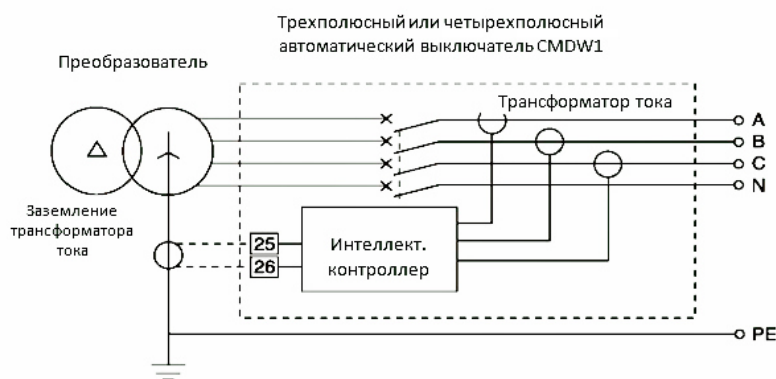 Трехполюсный или четырехполюсный
автоматический выключатель CMDW1
Преобразователь
Трансформатор тока
A
B
C
N
Заземление
трансформатора
тока
25
26
Интеллект.
контроллер
PE